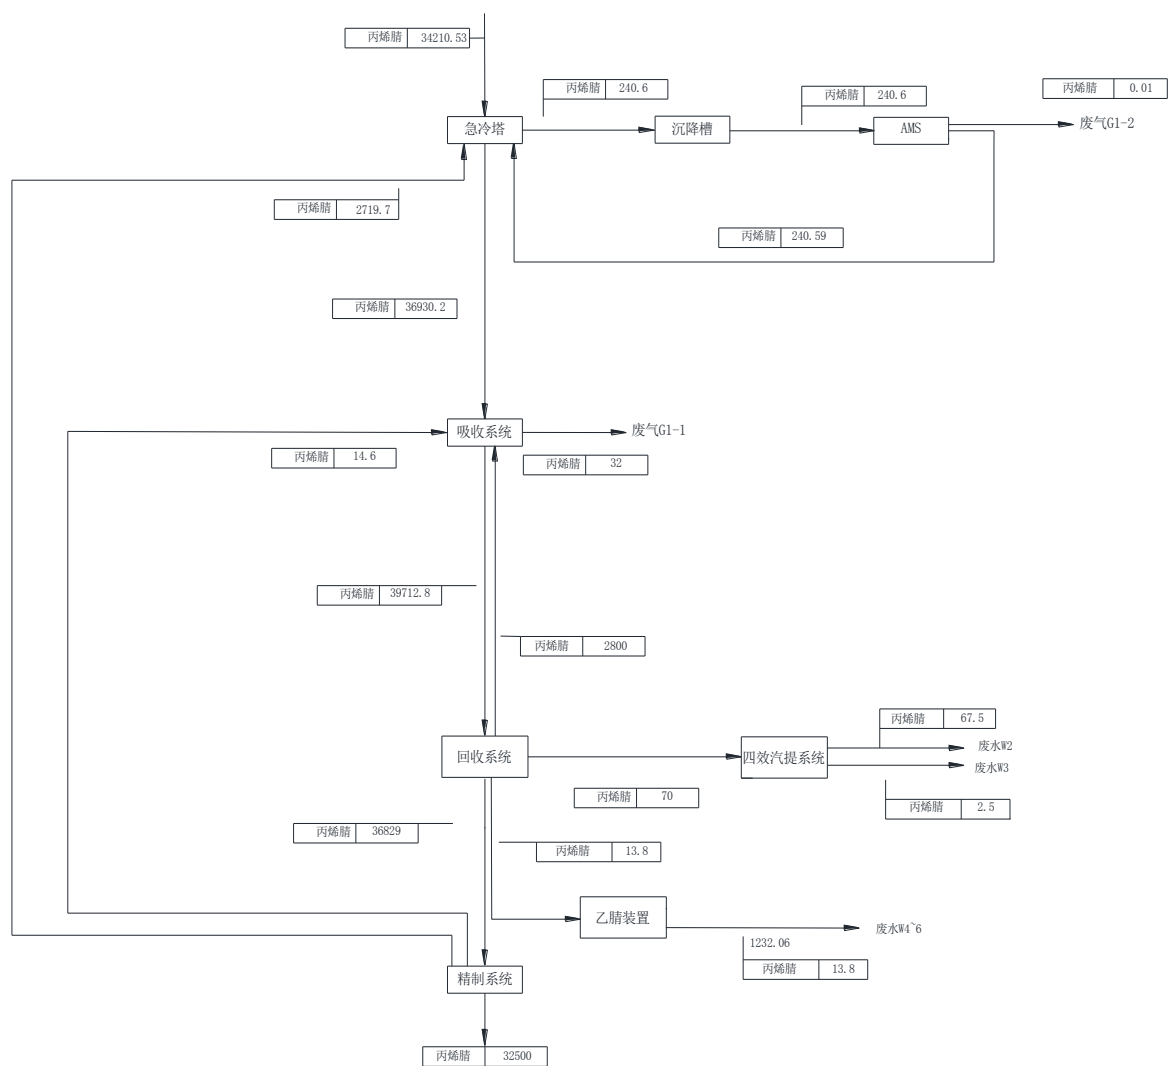 丙烯腈 34210.53
丙烯腈 240.6
丙烯腈 240.6
丙烯腈 0.01
急冷塔
沉降槽
AMS
废气G1-2
丙烯腈 2719.7
丙烯腈 240.59
丙烯腈 36930.2
吸收系统
废气G1-1
丙烯腈 14.6
丙烯腈 32
丙烯腈 39712.8
丙烯腈 2800
丙烯腈 67.5
回收系统
四效汽提系统
废水W2
废水W3
丙烯腈 70
丙烯腈 2.5
丙烯腈 36829
丙烯腈 13.8
乙腈装置
废水W4~6
1232.06
丙烯腈 13.8
精制系统
丙烯腈 32500